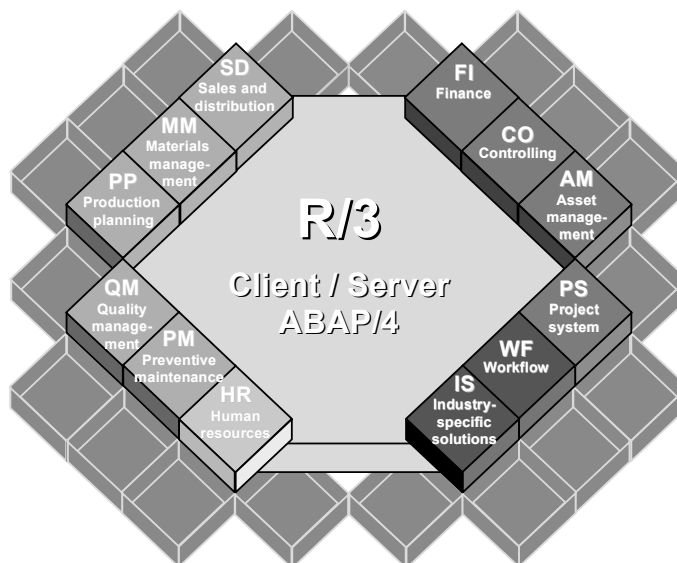 SD
Sales and
distribution
MM
Materials
manage-
ment
PP
Production
planning
FI
Finance
CO
Controlling
AM
Asset
manage-
ment
R/3
Client / Server
ABAP/4
QM
Quality
manage-
ment
PM
Preventive
maintenance
HR
Human
resources
PS
Project
system
WF
Workflow
IS
Industry-
specific
solutions